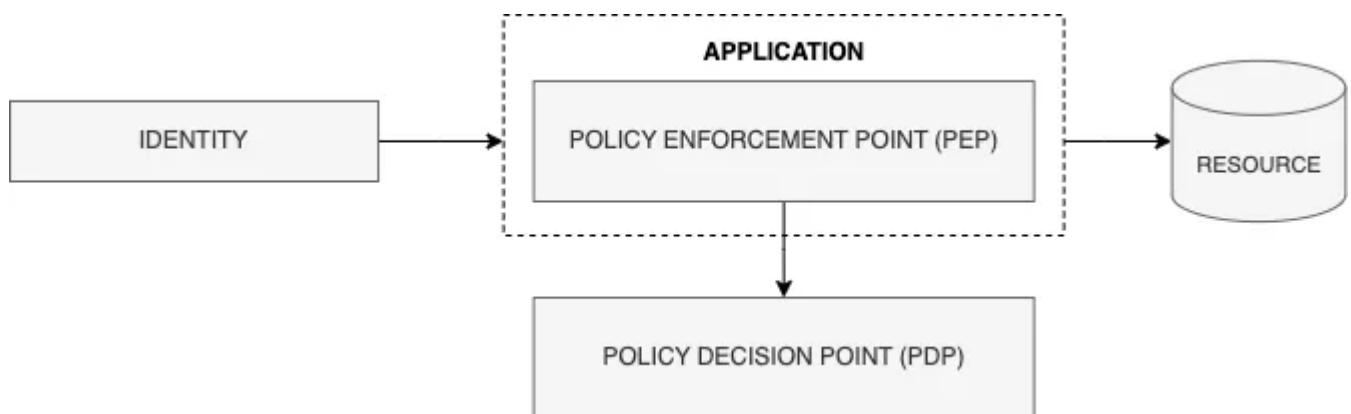 APPLICATION
IDENTITY
POLICY ENFORCEMENT POINT (PEP)
RESOURCE
POLICY DECISION POINT (PDP)